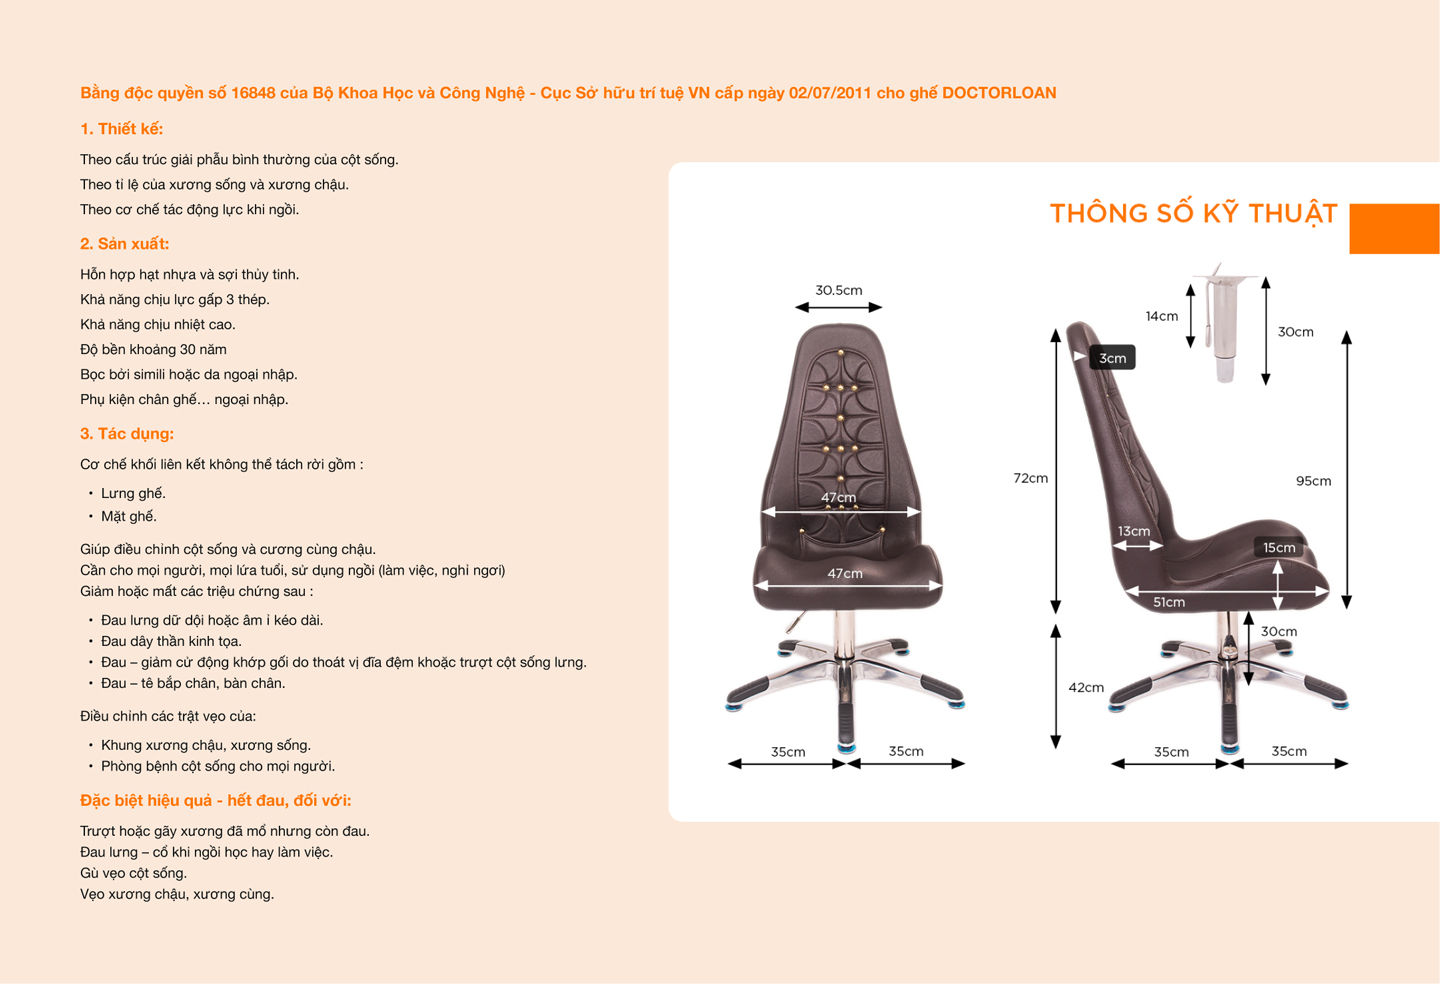 Bằng độc quyền số 16848 của Bộ Khoa Học và Công Nghệ - Cục Sở hữu trí tuệ VN cấp ngày 02/07/2011 cho ghế DOCTORLOAN
1. Thiết kế:
Theo cấu trúc giải phẫu bình thường của cột sống.
Theo tỉ lệ của xương sống và xương chậu.
Theo cơ chế tác động lực khi ngồi.
2. Sản xuất:
Hỗn hợp hạt nhựa và sợi thủy tinh.
Khả năng chịu lực gấp 3 thép.
Khả năng chịu nhiệt cao.
Độ bền khoảng 30 năm
Bọc bởi simili hoặc da ngoại nhập.
Phụ kiện chân ghế... ngoại nhập.
3. Tác dụng:
Cơ chế khối liên kết không thể tách rời gồm :
• Lưng ghế.
• Mặt ghế.
Giúp điều chỉnh cột sống và cương cùng chậu.
Cần cho mọi người, mọi lứa tuổi, sử dụng ngồi (làm việc, nghỉ ngơi)
Giảm hoặc mất các triệu chứng sau :
• Đau lưng dữ dội hoặc âm ỉ kéo dài.
• Đau dây thần kinh tọa.
• Đau – giảm cử động khớp gối do thoát vị đĩa đệm khoặc trượt cột sống lưng.
• Đau – tê bắp chân, bàn chân.
Điều chỉnh các trật vẹo của:
• Khung xương chậu, xương sống.
• Phòng bệnh cột sống cho mọi người.
Đặc biệt hiệu quả - hết đau, đối với:
Trượt hoặc gãy xương đã mổ nhưng còn đau.
Đau lưng – cổ khi ngồi học hay làm việc.
Gù vẹo cột sống.
Vẹo xương chậu, xương cùng.
THÔNG SỐ KỸ THUẬT
30.5cm
47cm
47cm
35cm
35cm
14cm
30cm
3cm
72cm
95cm
13cm
15cm
51cm
30cm
42cm
35cm
35cm